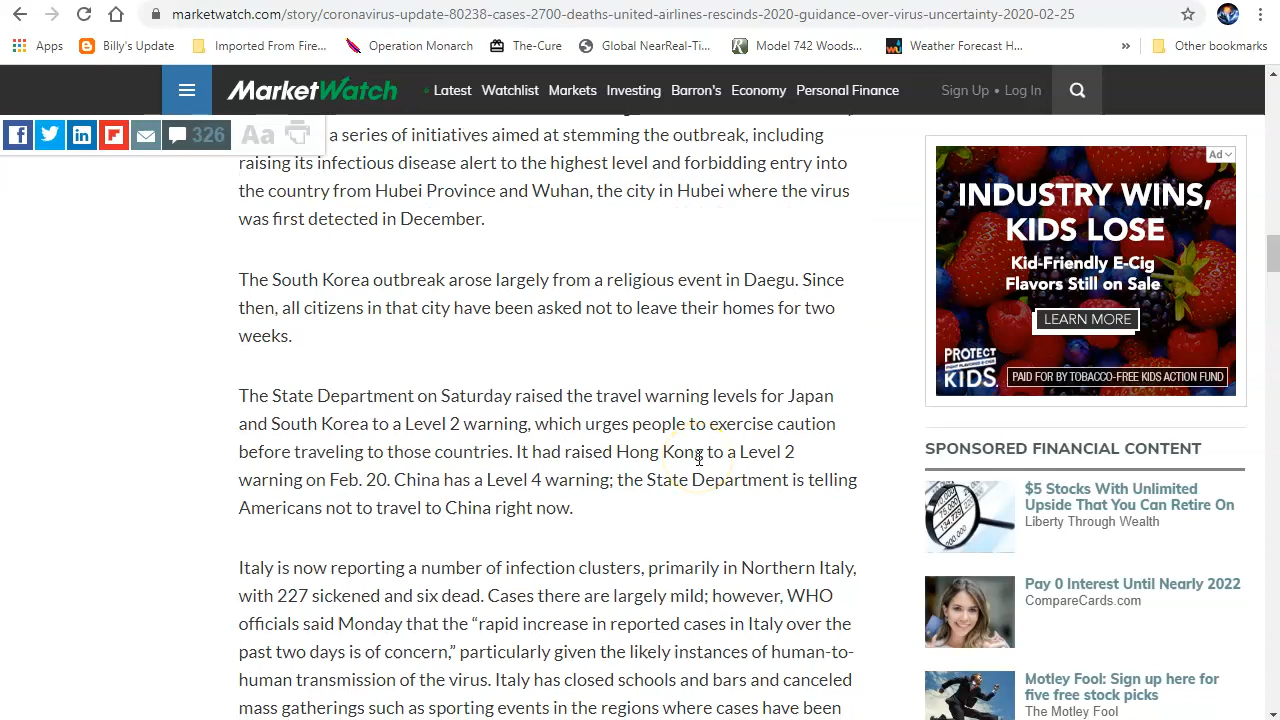 marketwatch.com/story/coronavirus-update-80238-cases-2700-deaths-united-airlines-rescinds-2020-guidance-over-virus-uncertainty-2020-02-25
Apps Billy's Update Imported From Fire... Operation Monarch The-Cure Global NearReal-Ti... Mod 742 Woods... Weather Forecast H... » Other bookmarks
MarketWatch Latest Watchlist Markets Investing Barron's Economy Personal Finance Sign Up • Log In
326 Aa
a series of initiatives aimed at stemming the outbreak, including
raising its infectious disease alert to the highest level and forbidding entry into
the country from Hubei Province and Wuhan, the city in Hubei where the virus
was first detected in December.
The South Korea outbreak arose largely from a religious event in Daegu. Since
then, all citizens in that city have been asked not to leave their homes for two
weeks.
The State Department on Saturday raised the travel warning levels for Japan
and South Korea to a Level 2 warning, which urges people to exercise caution
before traveling to those countries. It had raised Hong Kong to a Level 2
warning on Feb. 20. China has a Level 4 warning; the State Department is telling
Americans not to travel to China right now.
Italy is now reporting a number of infection clusters, primarily in Northern Italy,
with 227 sickened and six dead. Cases there are largely mild; however, WHO
officials said Monday that the “rapid increase in reported cases in Italy over the
past two days is of concern,” particularly given the likely instances of human-to-
human transmission of the virus. Italy has closed schools and bars and canceled
mass gatherings such as sporting events in the regions where cases have been
Ad
INDUSTRY WINS,
KIDS LOSE
Kid-Friendly E-Cig
Flavors Still on Sale
LEARN MORE
PROTECT
KIDS
PAID FOR BY TOBACCO-FREE KIDS ACTION FUND
SPONSORED FINANCIAL CONTENT
$5 Stocks With Unlimited
Upside That You Can Retire On
Liberty Through Wealth
Pay 0 Interest Until Nearly 2022
CompareCards.com
Motley Fool: Sign up here for
five free stock picks
The Motley Fool